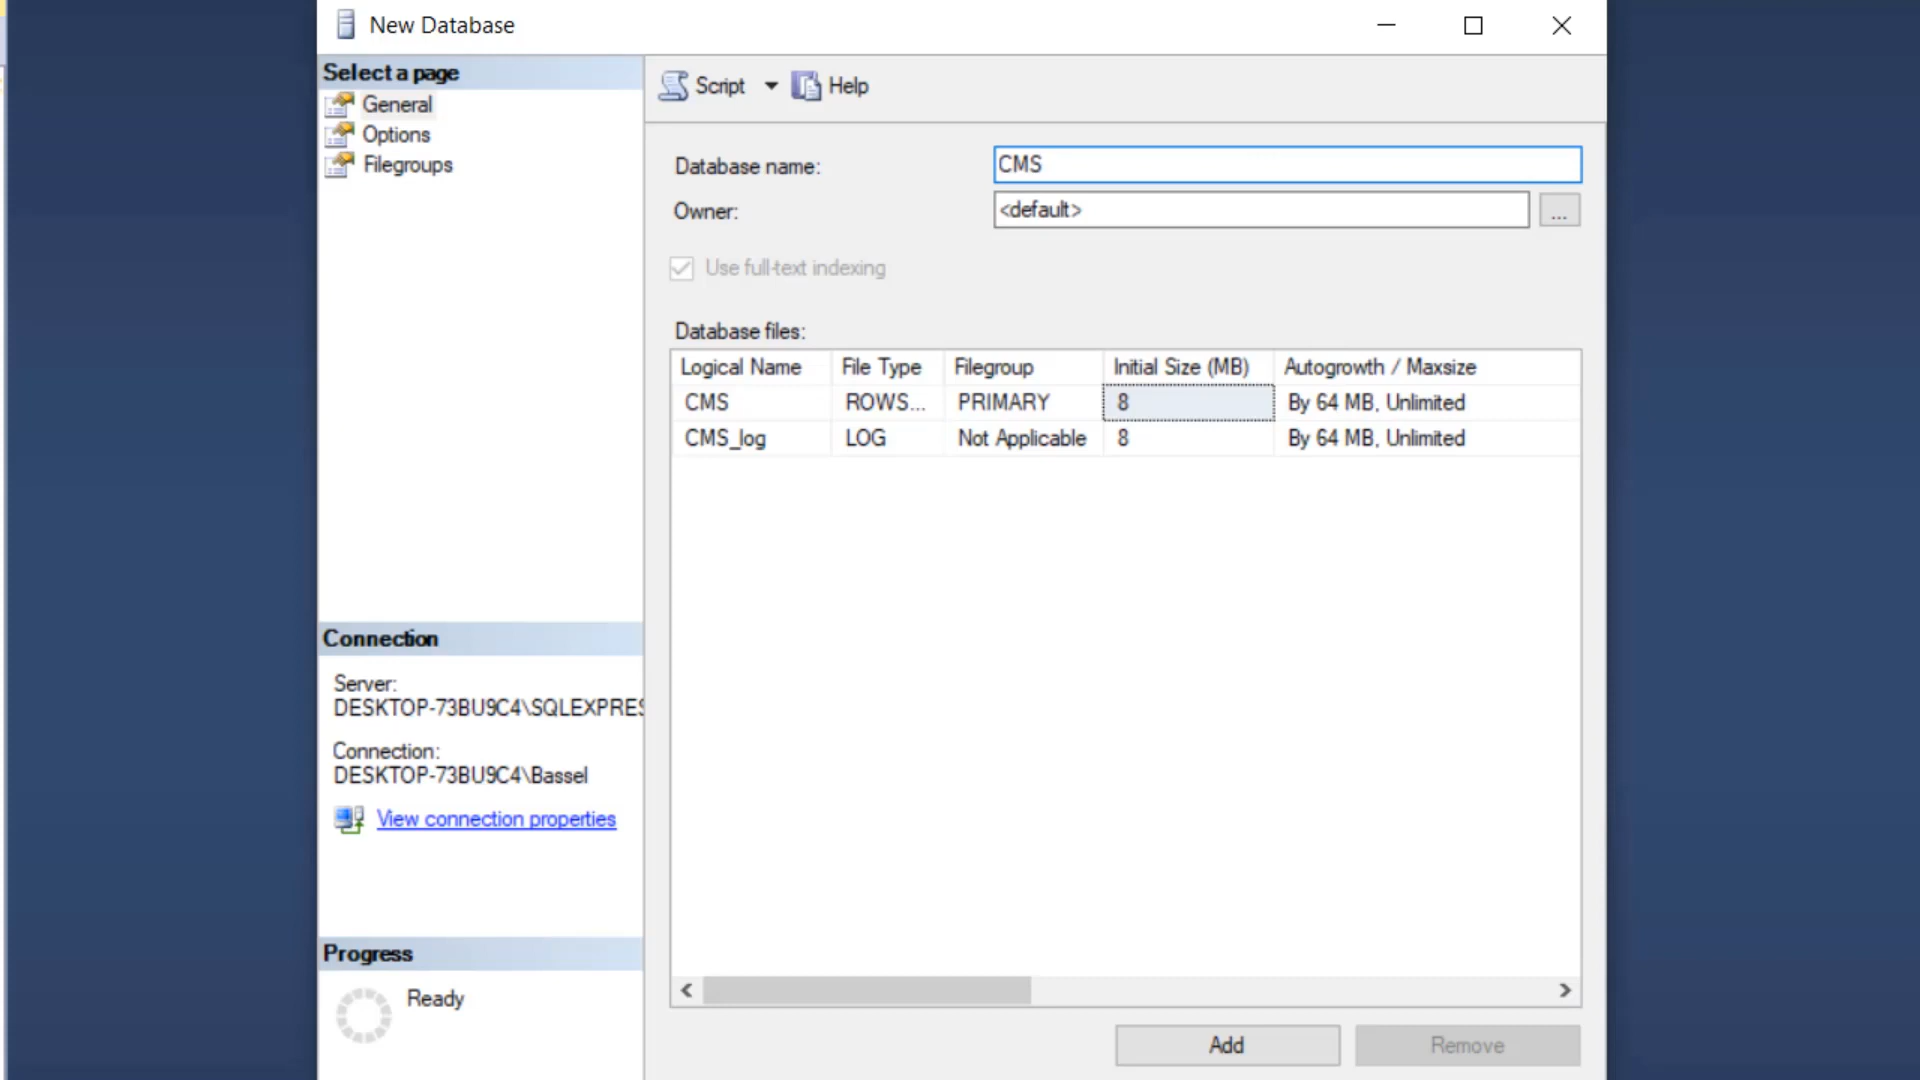 New Database
Select a page
General
Options
Filegroups
Script
Help
Database name:
CMS
Owner:
<default>
...
Use full-text indexing
Database files:
Logical Name File Type Filegroup Initial Size (MB) Autogrowth / Maxsize
CMS ROWS... PRIMARY 8 By 64 MB, Unlimited
CMS_log LOG Not Applicable 8 By 64 MB, Unlimited
Connection
Server:
DESKTOP-73BU9C4\SQLEXPRES
Connection:
DESKTOP-73BU9C4\Bassel
View connection properties
Progress
Ready
Add
Remove